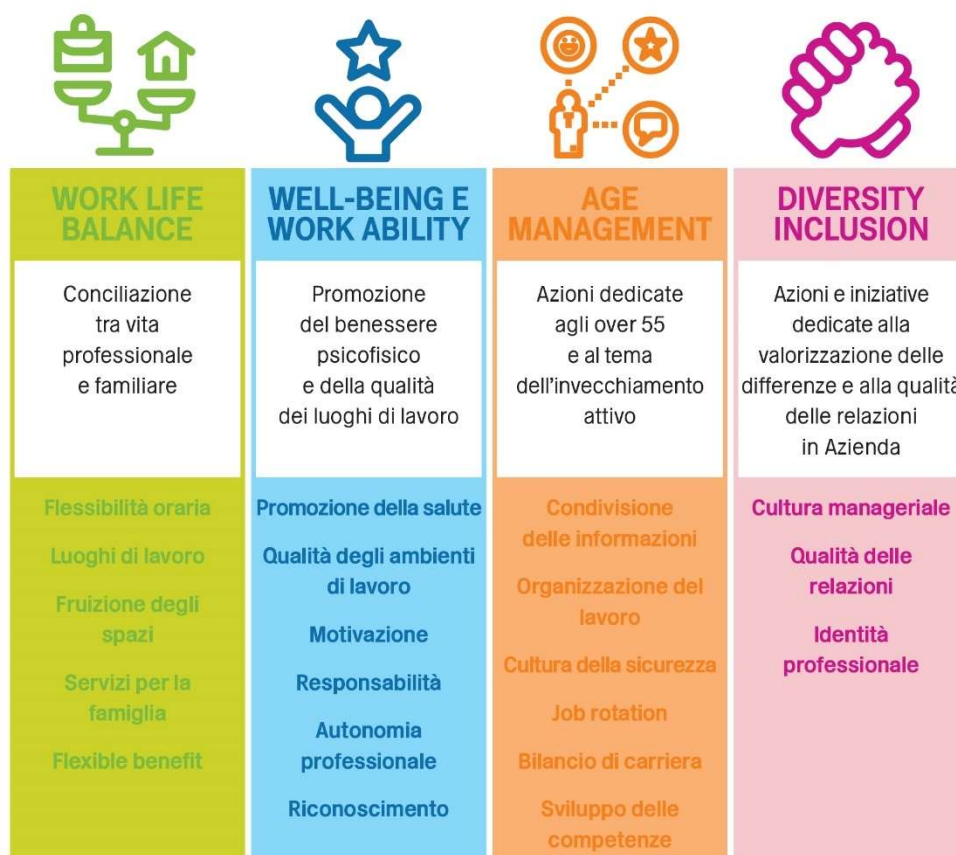 WORK LIFE
BALANCE
Conciliazione
tra vita
professionale
e familiare
Flessibilità oraria
Luoghi di lavoro
Fruizione degli
spazi
Servizi per la
famiglia
Flexible benefit
WELL-BEING E
WORK ABILITY
Promozione
del benessere
psicofisico
e della qualità
dei luoghi di lavoro
Promozione della salute
Qualità degli ambienti
di lavoro
Motivazione
Responsabilità
Autonomia
professionale
Riconoscimento
AGE
MANAGEMENT
Azioni dedicate
agli over 55
e al tema
dell'invecchiamento
attivo
Condivisione
delle informazioni
Organizzazione del
lavoro
Cultura della sicurezza
Job rotation
Bilancio di carriera
Sviluppo delle
competenze
DIVERSITY
INCLUSION
Azioni e iniziative
dedicate alla
valorizzazione delle
differenze e alla qualità
delle relazioni
in Azienda
Cultura manageriale
Qualità delle
relazioni
Identità
professionale